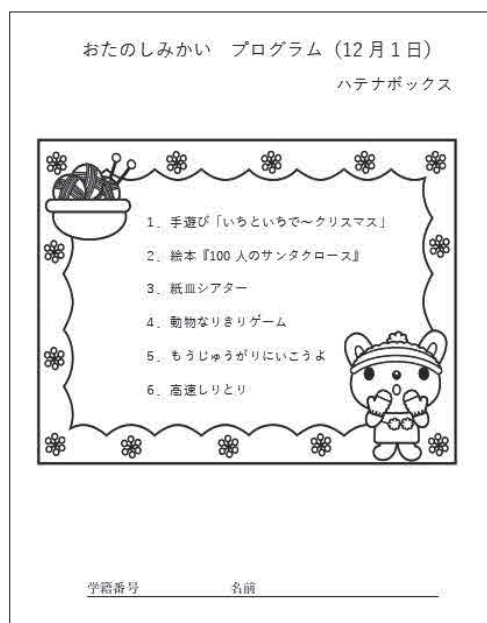 おたのしみかい　プログラム（12月1日）
ハテナボックス
1．手遊び「いちといちで～クリスマス」
2．絵本『100人のサンタクロース』
3．紙皿シアター
4．動物なりきりゲーム
5．もうじゅうがりにいこうよ
6．高速しりとり
学籍番号　　　　　　名前